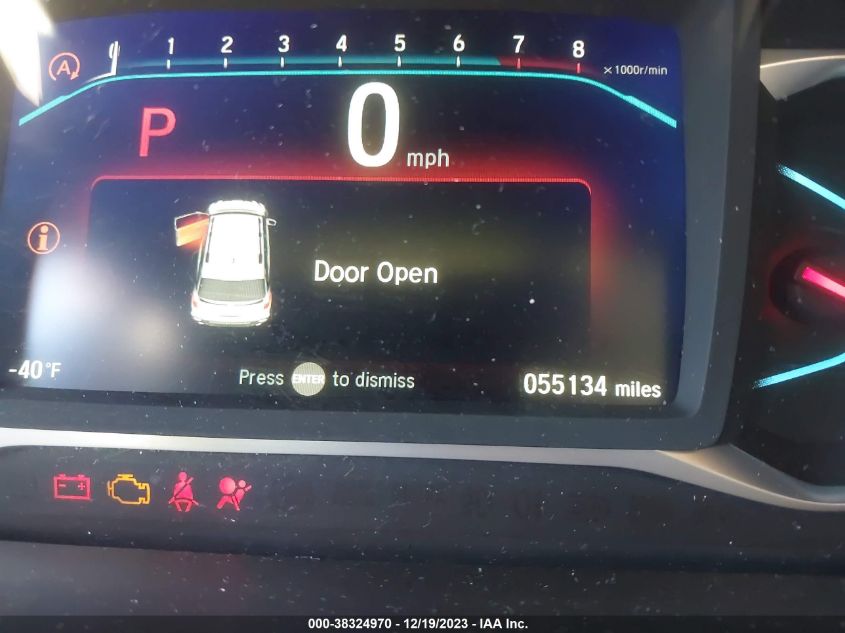 0 1 2 3 4 5 6 7 8
A
×1000r/min
P
0 mph
i
Door Open
-40°F
Press ENTER to dismiss
055134 miles
000-38324970 - 12/19/2023 - IAA Inc.